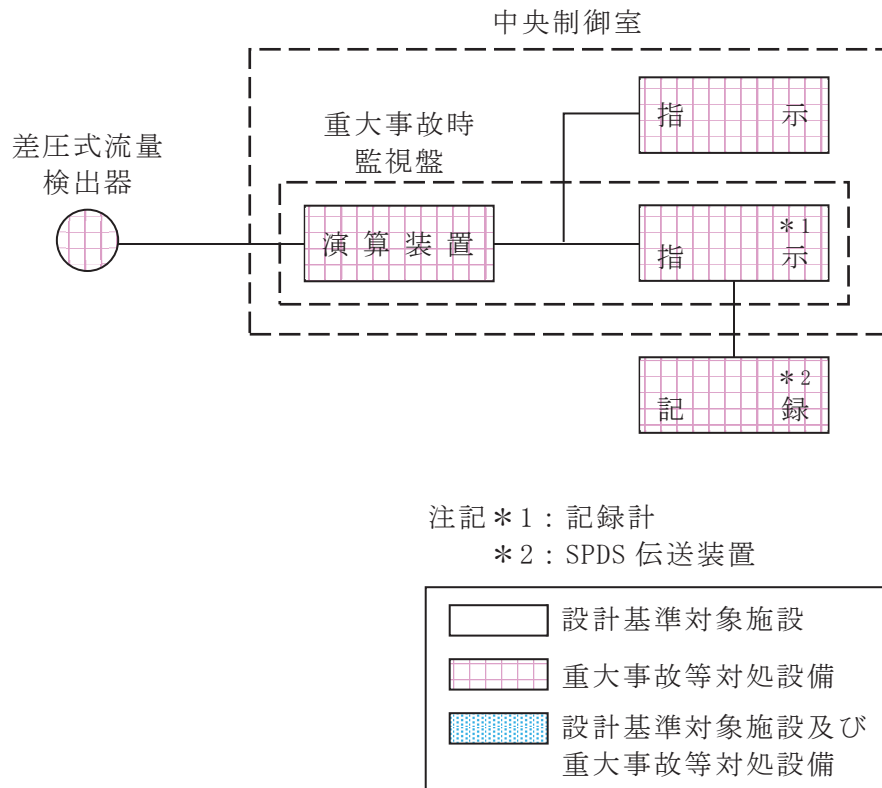 中央制御室
指示
重大事故時
監視盤
差圧式流量
検出器
演算装置
指示 *1
記録 *2
注記*1:記録計
*2:SPDS 伝送装置
設計基準対象施設
重大事故等対処設備
設計基準対象施設及び
重大事故等対処設備